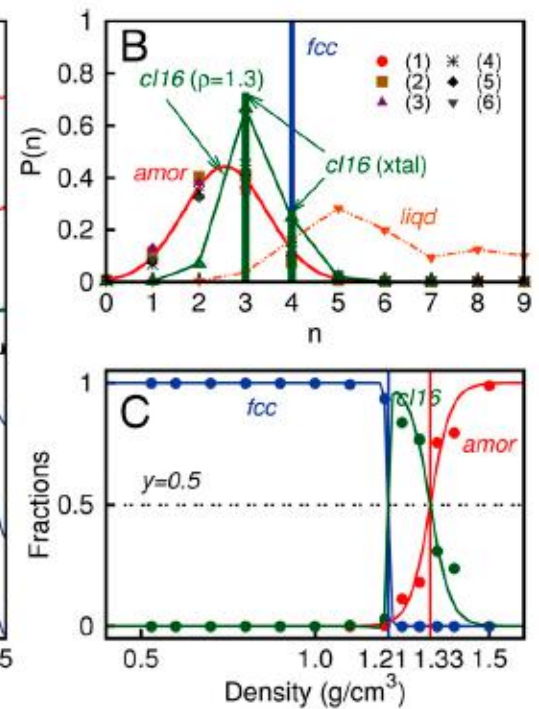 B
fcc
cI16 (ρ=1.3)
(1) (4)
(2) (5)
(3) (6)
amor
cI16 (xtal)
liqd
P(n)
1
0.8
0.6
0.4
0.2
0
0 1 2 3 4 5 6 7 8 9
n
C
fcc
cI16
amor
y=0.5
Fractions
1
0.5
0
5
0.5 1.0 1.21 1.33 1.5
Density (g/cm³)